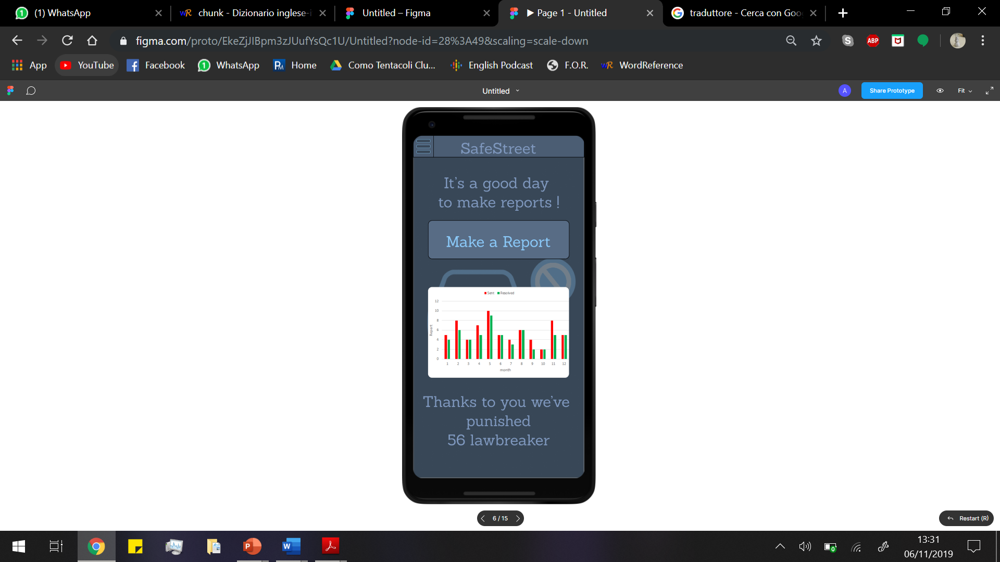 (1) WhatsApp
chunk - Dizionario inglese-i
Untitled – Figma
Page 1 - Untitled
traduttore - Cerca con Goo
figma.com/proto/EkeZjJIBpm3zJUufYsQc1U/Untitled?node-id=28%3A49&scaling=scale-down
ABP
App
YouTube
Facebook
WhatsApp
Home
Como Tentacoli Clu...
English Podcast
F.O.R.
WordReference
Untitled
A
Share Prototype
Fit
SafeStreet
It's a good day
to make reports !
Make a Report
Sent Resolved
12
10
8
6
4
2
0
Report
1 2 3 4 5 6 7 8 9 10 11 12
month
Thanks to you we've
punished
56 lawbreaker
6 / 15
Restart (R)
13:31
06/11/2019